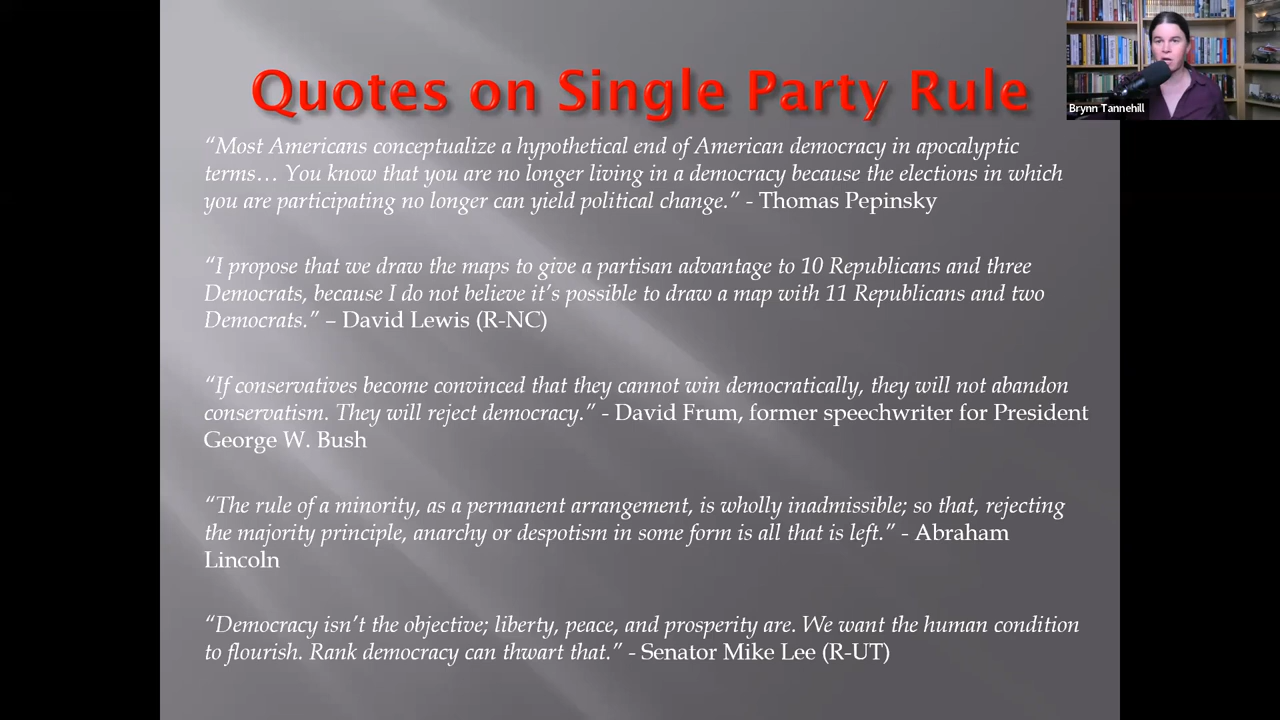 Quotes on Single Party Rule
Brynn Tannehill
“Most Americans conceptualize a hypothetical end of American democracy in apocalyptic
terms… You know that you are no longer living in a democracy because the elections in which
you are participating no longer can yield political change.” - Thomas Pepinsky
“I propose that we draw the maps to give a partisan advantage to 10 Republicans and three
Democrats, because I do not believe it’s possible to draw a map with 11 Republicans and two
Democrats.” – David Lewis (R-NC)
“If conservatives become convinced that they cannot win democratically, they will not abandon
conservatism. They will reject democracy.” - David Frum, former speechwriter for President
George W. Bush
“The rule of a minority, as a permanent arrangement, is wholly inadmissible; so that, rejecting
the majority principle, anarchy or despotism in some form is all that is left.” - Abraham
Lincoln
“Democracy isn’t the objective; liberty, peace, and prosperity are. We want the human condition
to flourish. Rank democracy can thwart that.” - Senator Mike Lee (R-UT)